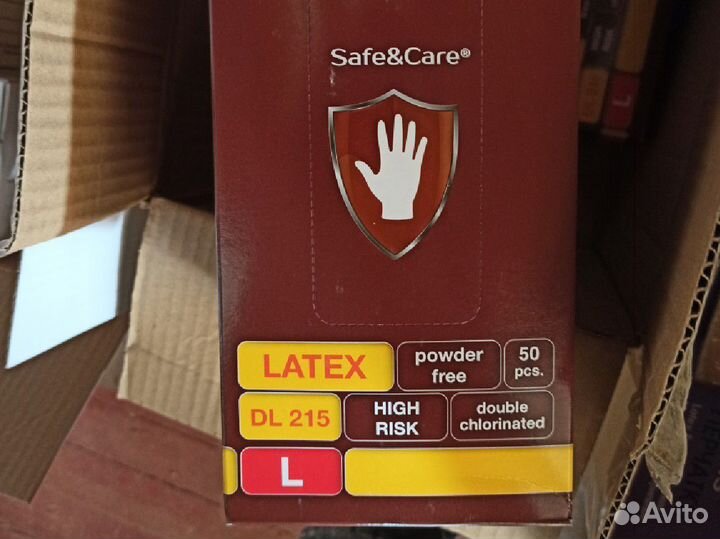 Safe&Care®
LATEX
powder
free
50
pcs.
DL 215
HIGH
RISK
double
chlorinated
L
L
Avito